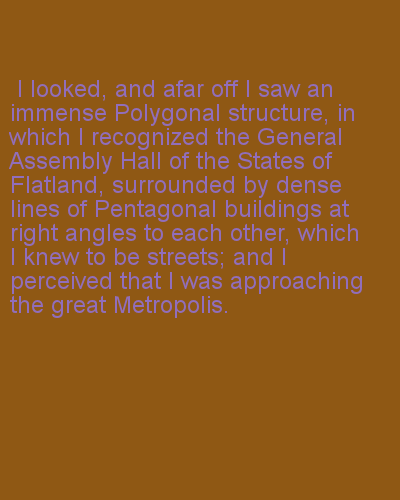 I looked, and afar off I saw an
immense Polygonal structure, in
which I recognized the General
Assembly Hall of the States of
Flatland, surrounded by dense
lines of Pentagonal buildings at
right angles to each other, which
I knew to be streets; and I
perceived that I was approaching
the great Metropolis.